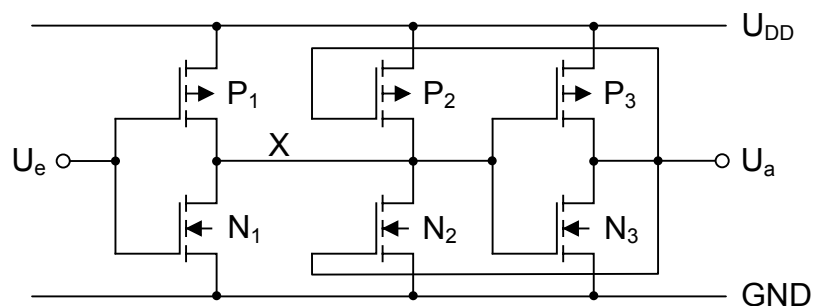 U_DD
P_1
P_2
P_3
X
U_e
U_a
N_1
N_2
N_3
GND